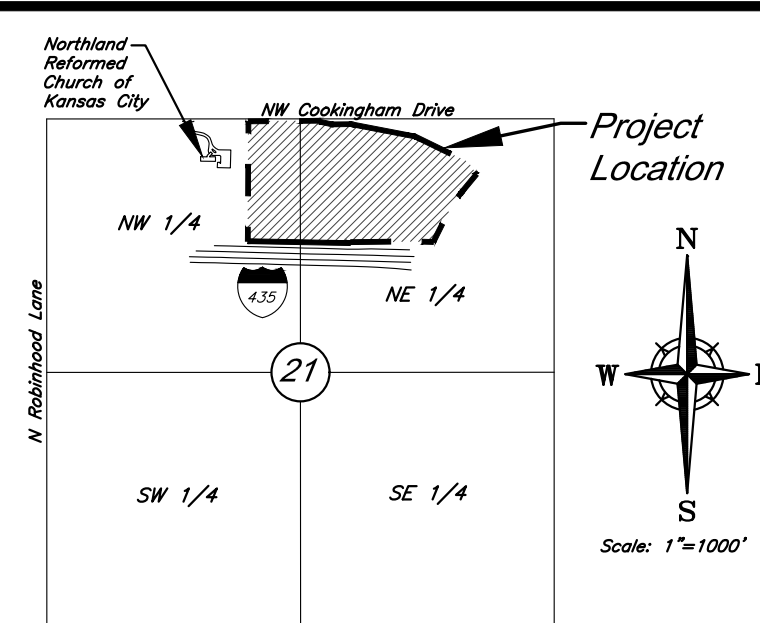 Northland
Reformed
Church of
Kansas City
NW Cookingham Drive
Project
Location
NW 1/4
435
NE 1/4
N Robinhood Lane
21
N
W
S
SW 1/4
SE 1/4
Scale: 1"=1000'